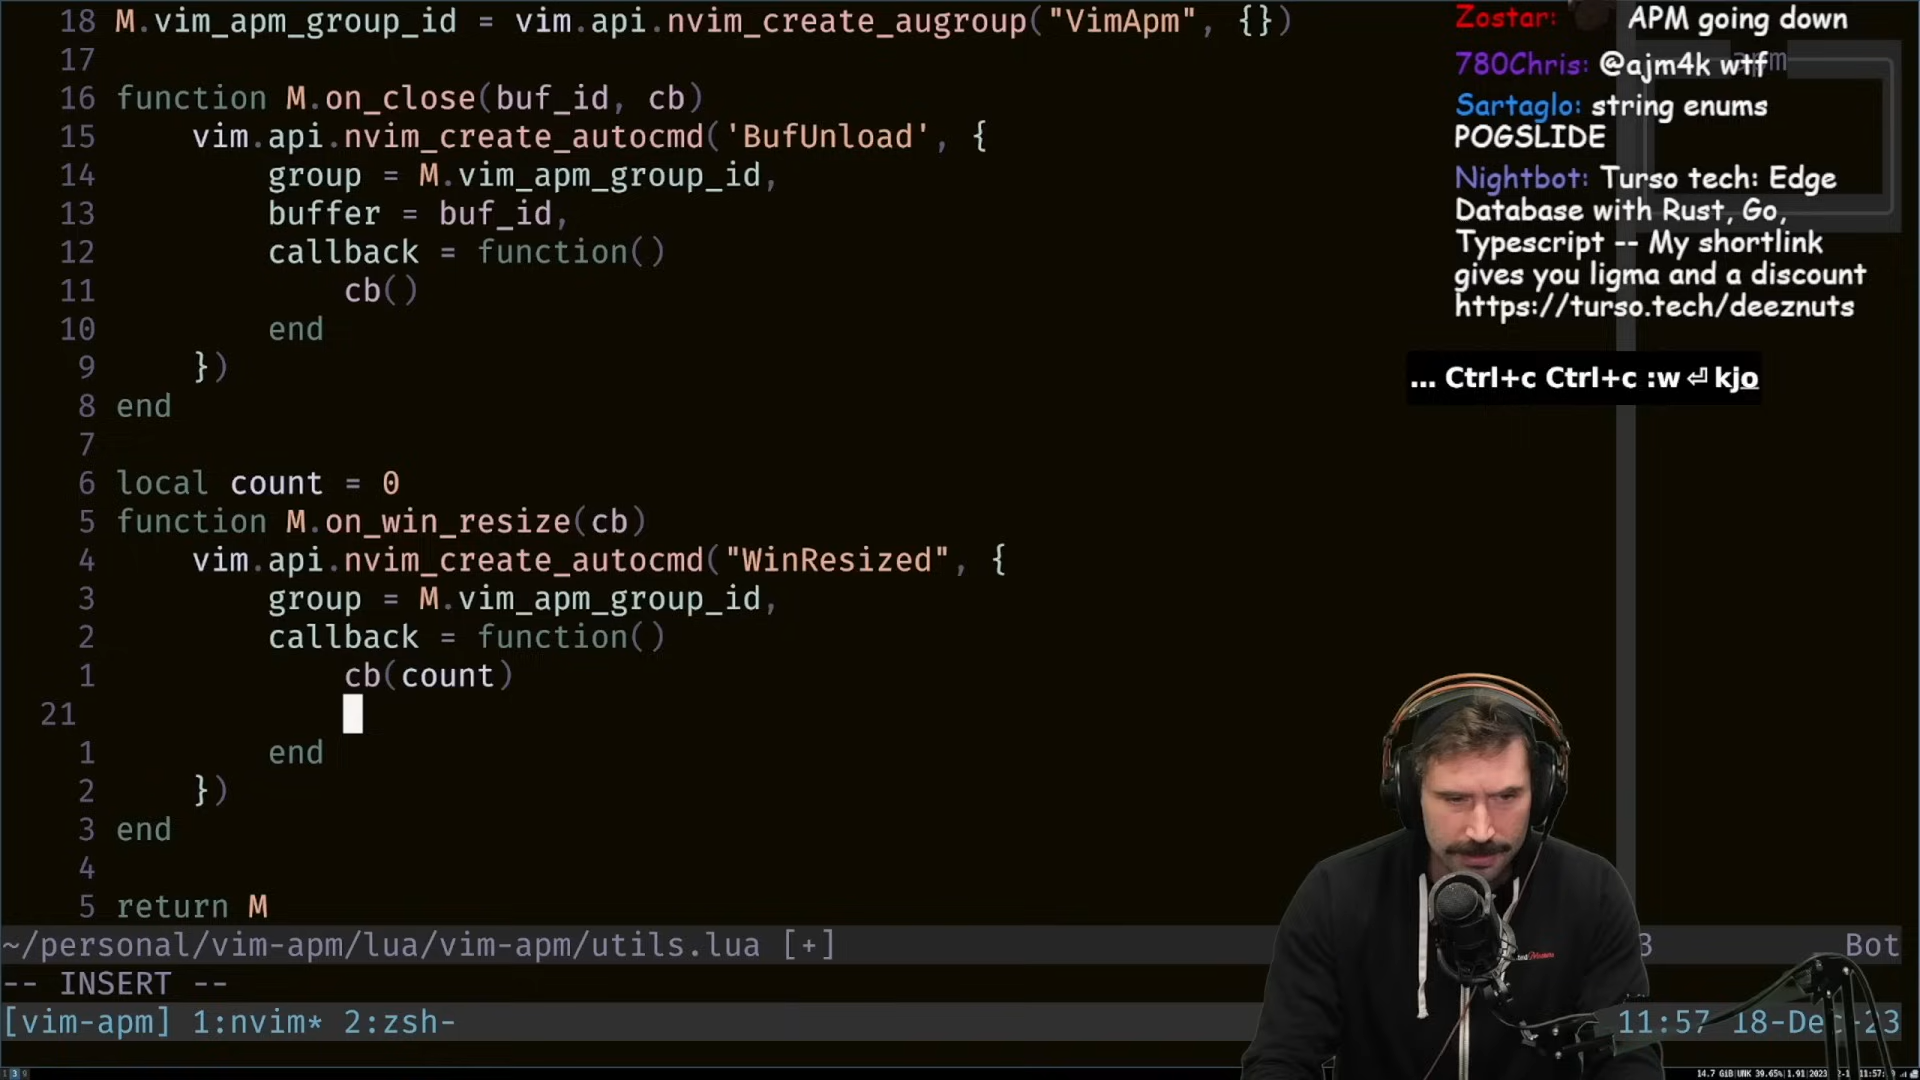 18 M.vim_apm_group_id = vim.api.nvim_create_augroup("VimApm", {})
17
16 function M.on_close(buf_id, cb)
15     vim.api.nvim_create_autocmd('BufUnload', {
14         group = M.vim_apm_group_id,
13         buffer = buf_id,
12         callback = function()
11             cb()
10         end
9     })
8 end
7
6 local count = 0
5 function M.on_win_resize(cb)
4     vim.api.nvim_create_autocmd("WinResized", {
3         group = M.vim_apm_group_id,
2         callback = function()
1             cb(count)
21
1         end
2     })
3 end
4
5 return M
~/personal/vim-apm/lua/vim-apm/utils.lua [+]
Bot
-- INSERT --
[vim-apm] 1:nvim* 2:zsh-
11:57 18-Dec-23
Zostar: APM going down
apm
780Chris: @ajm4k wtf
Sartaglo: string enums
POGSLIDE
Nightbot: Turso tech: Edge
Database with Rust, Go,
Typescript -- My shortlink
gives you ligma and a discount
https://turso.tech/deeznuts
... Ctrl+c Ctrl+c :w ⏎ kjo